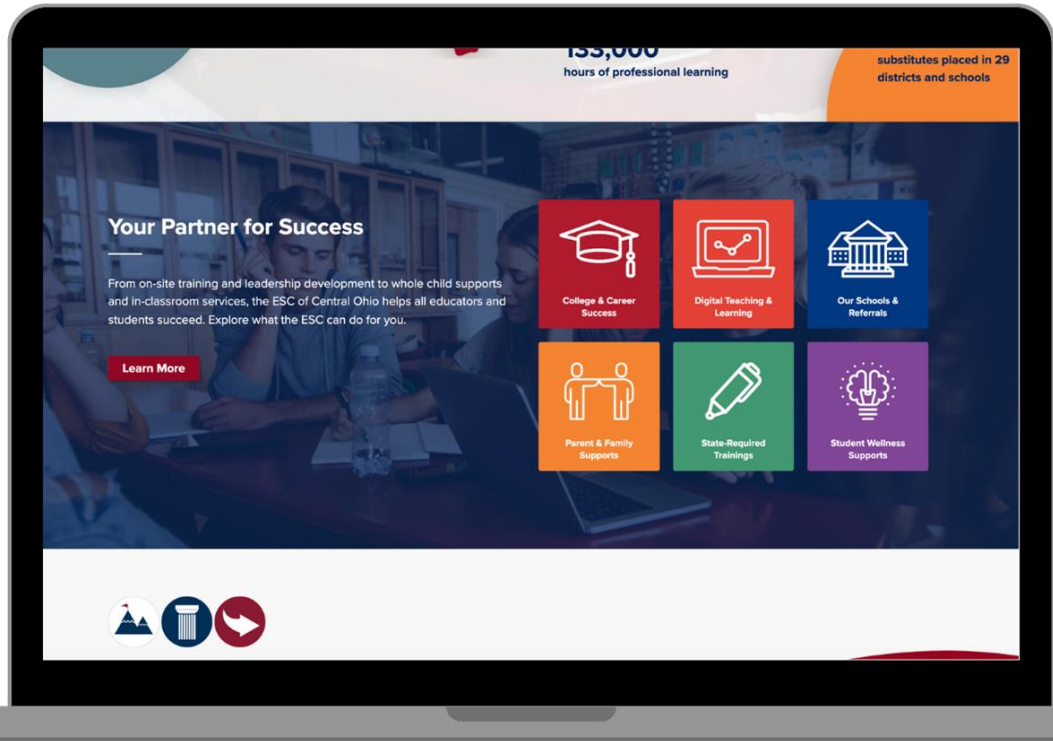 133,000
hours of professional learning
substitutes placed in 29
districts and schools
Your Partner for Success
From on-site training and leadership development to whole child supports
and in-classroom services, the ESC of Central Ohio helps all educators and
students succeed. Explore what the ESC can do for you.
Learn More
College & Career
Success
Digital Teaching &
Learning
Our Schools &
Referrals
Parent & Family
Supports
State-Required
Trainings
Student Wellness
Supports